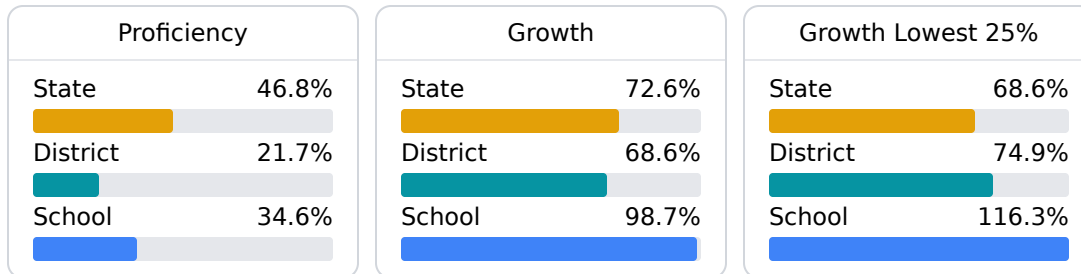 Proficiency
State 46.8%
District 21.7%
School 34.6%
Growth
State 72.6%
District 68.6%
School 98.7%
Growth Lowest 25%
State 68.6%
District 74.9%
School 116.3%